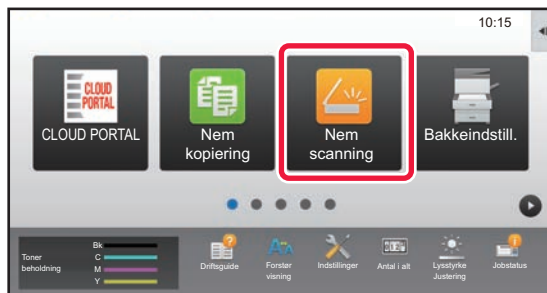 10:15
CLOUD
PORTAL
CLOUD PORTAL
Nem
kopiering
Nem
scanning
Bakkeindstill.
Toner
beholdning
Bk
C
M
Y
Driftsguide
Forstør
visning
Indstillinger
Antal i alt
Lysstyrke
Justering
Jobstatus